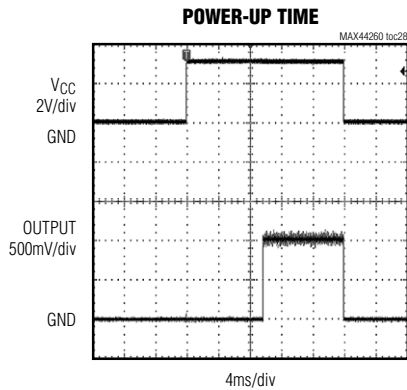 POWER-UP TIME
MAX44260 toc28
VCC
2V/div
GND
T
OUTPUT
500mV/div
GND
4ms/div